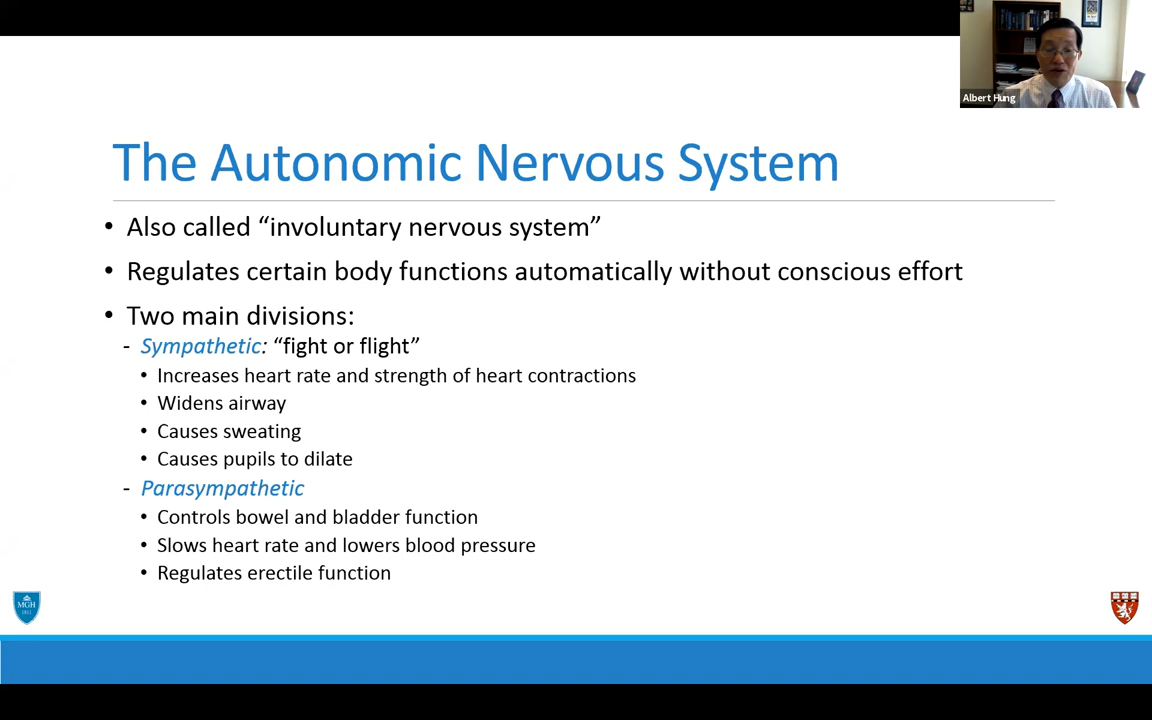 Albert Hung
The Autonomic Nervous System
• Also called “involuntary nervous system”
• Regulates certain body functions automatically without conscious effort
• Two main divisions:
- Sympathetic: “fight or flight”
• Increases heart rate and strength of heart contractions
• Widens airway
• Causes sweating
• Causes pupils to dilate
- Parasympathetic
• Controls bowel and bladder function
• Slows heart rate and lowers blood pressure
• Regulates erectile function
MGH
1811